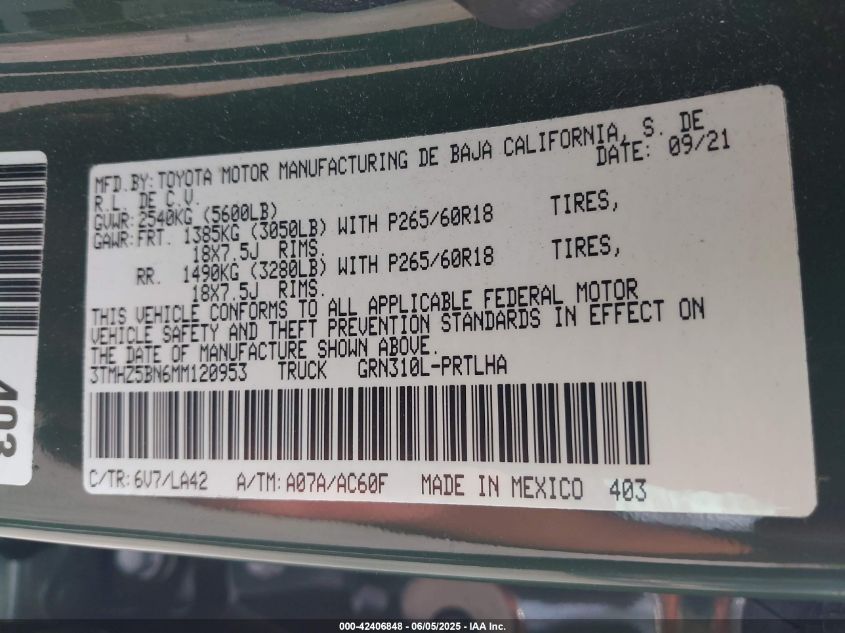 MFD.BY: TOYOTA MOTOR MANUFACTURING DE BAJA CALIFORNIA, S. DE
R.L. DE C.V. DATE: 09/21
GVWR: 2540KG (5600LB)
GAWR: FRT. 1385KG (3050LB) WITH P265/60R18 TIRES,
18X7.5J RIMS.
RR. 1490KG (3280LB) WITH P265/60R18 TIRES,
18X7.5J RIMS.
THIS VEHICLE CONFORMS TO ALL APPLICABLE FEDERAL MOTOR
VEHICLE SAFETY AND THEFT PREVENTION STANDARDS IN EFFECT ON
THE DATE OF MANUFACTURE SHOWN ABOVE.
3TMHZ5BN6MM120953 TRUCK GRN310L-PRTLHA
C/TR: 6V7/LA42 A/TM: A07A/AC60F MADE IN MEXICO 403
403
000-42406848 - 06/05/2025 - IAA Inc.